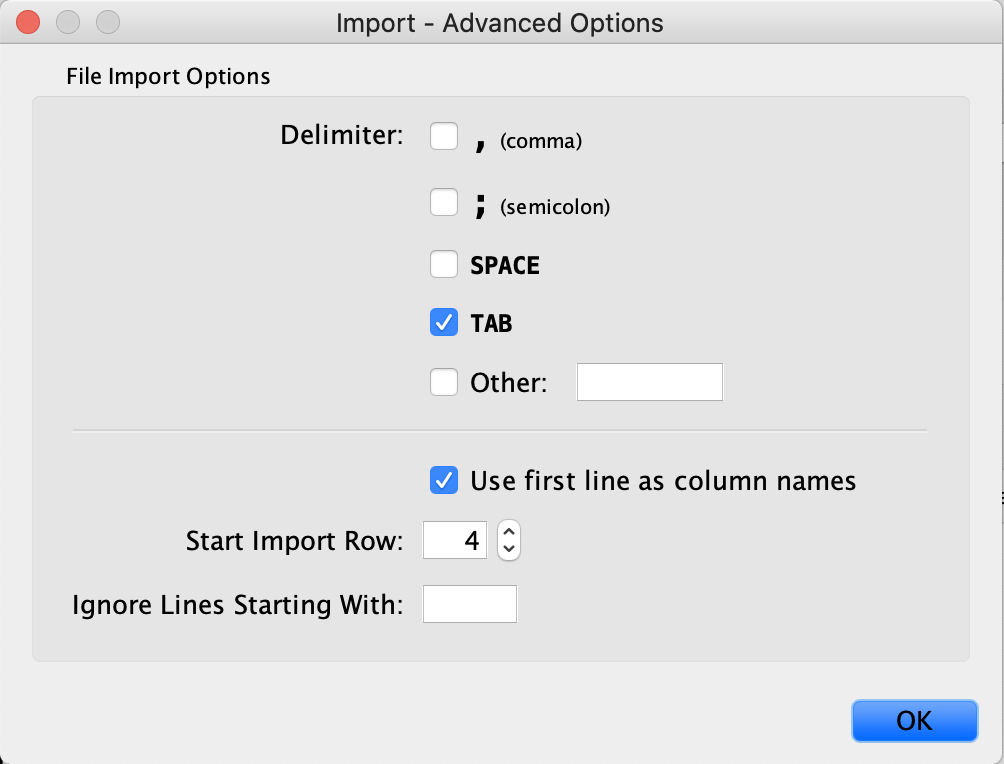 Import - Advanced Options
File Import Options
Delimiter: , (comma)
; (semicolon)
SPACE
TAB
Other:
Use first line as column names
Start Import Row: 4
Ignore Lines Starting With:
OK